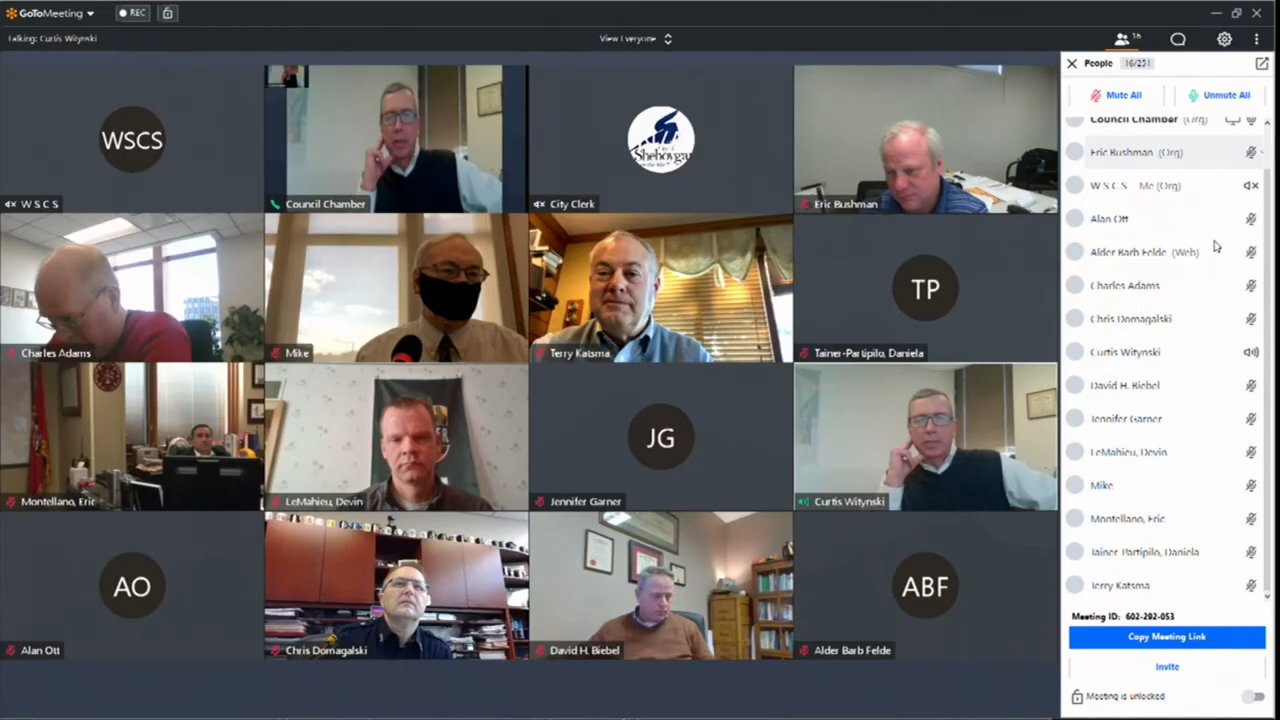 GoToMeeting
REC
Talking: Curtis Witynski
View Everyone
16
People
16/251
Mute All
Unmute All
WSCS
W S C S
Council Chamber
Sheboygan
City Clerk
Eric Bushman
Charles Adams
Mike
Terry Katsma
TP
Tainer-Partipilo, Daniela
Montellano, Eric
LeMahieu, Devin
JG
Jennifer Garner
Curtis Witynski
AO
Alan Ott
Chris Domagalski
David H. Biebel
ABF
Alder Barb Felde
Council Chamber (Org)
Eric Bushman (Org)
W S C S Me (Org)
Alan Ott
Alder Barb Felde (Web)
Charles Adams
Chris Domagalski
Curtis Witynski
David H. Biebel
Jennifer Garner
LeMahieu, Devin
Mike
Montellano, Eric
Tainer-Partipilo, Daniela
Terry Katsma
Meeting ID: 602-292-053
Copy Meeting Link
Invite
Meeting is unlocked